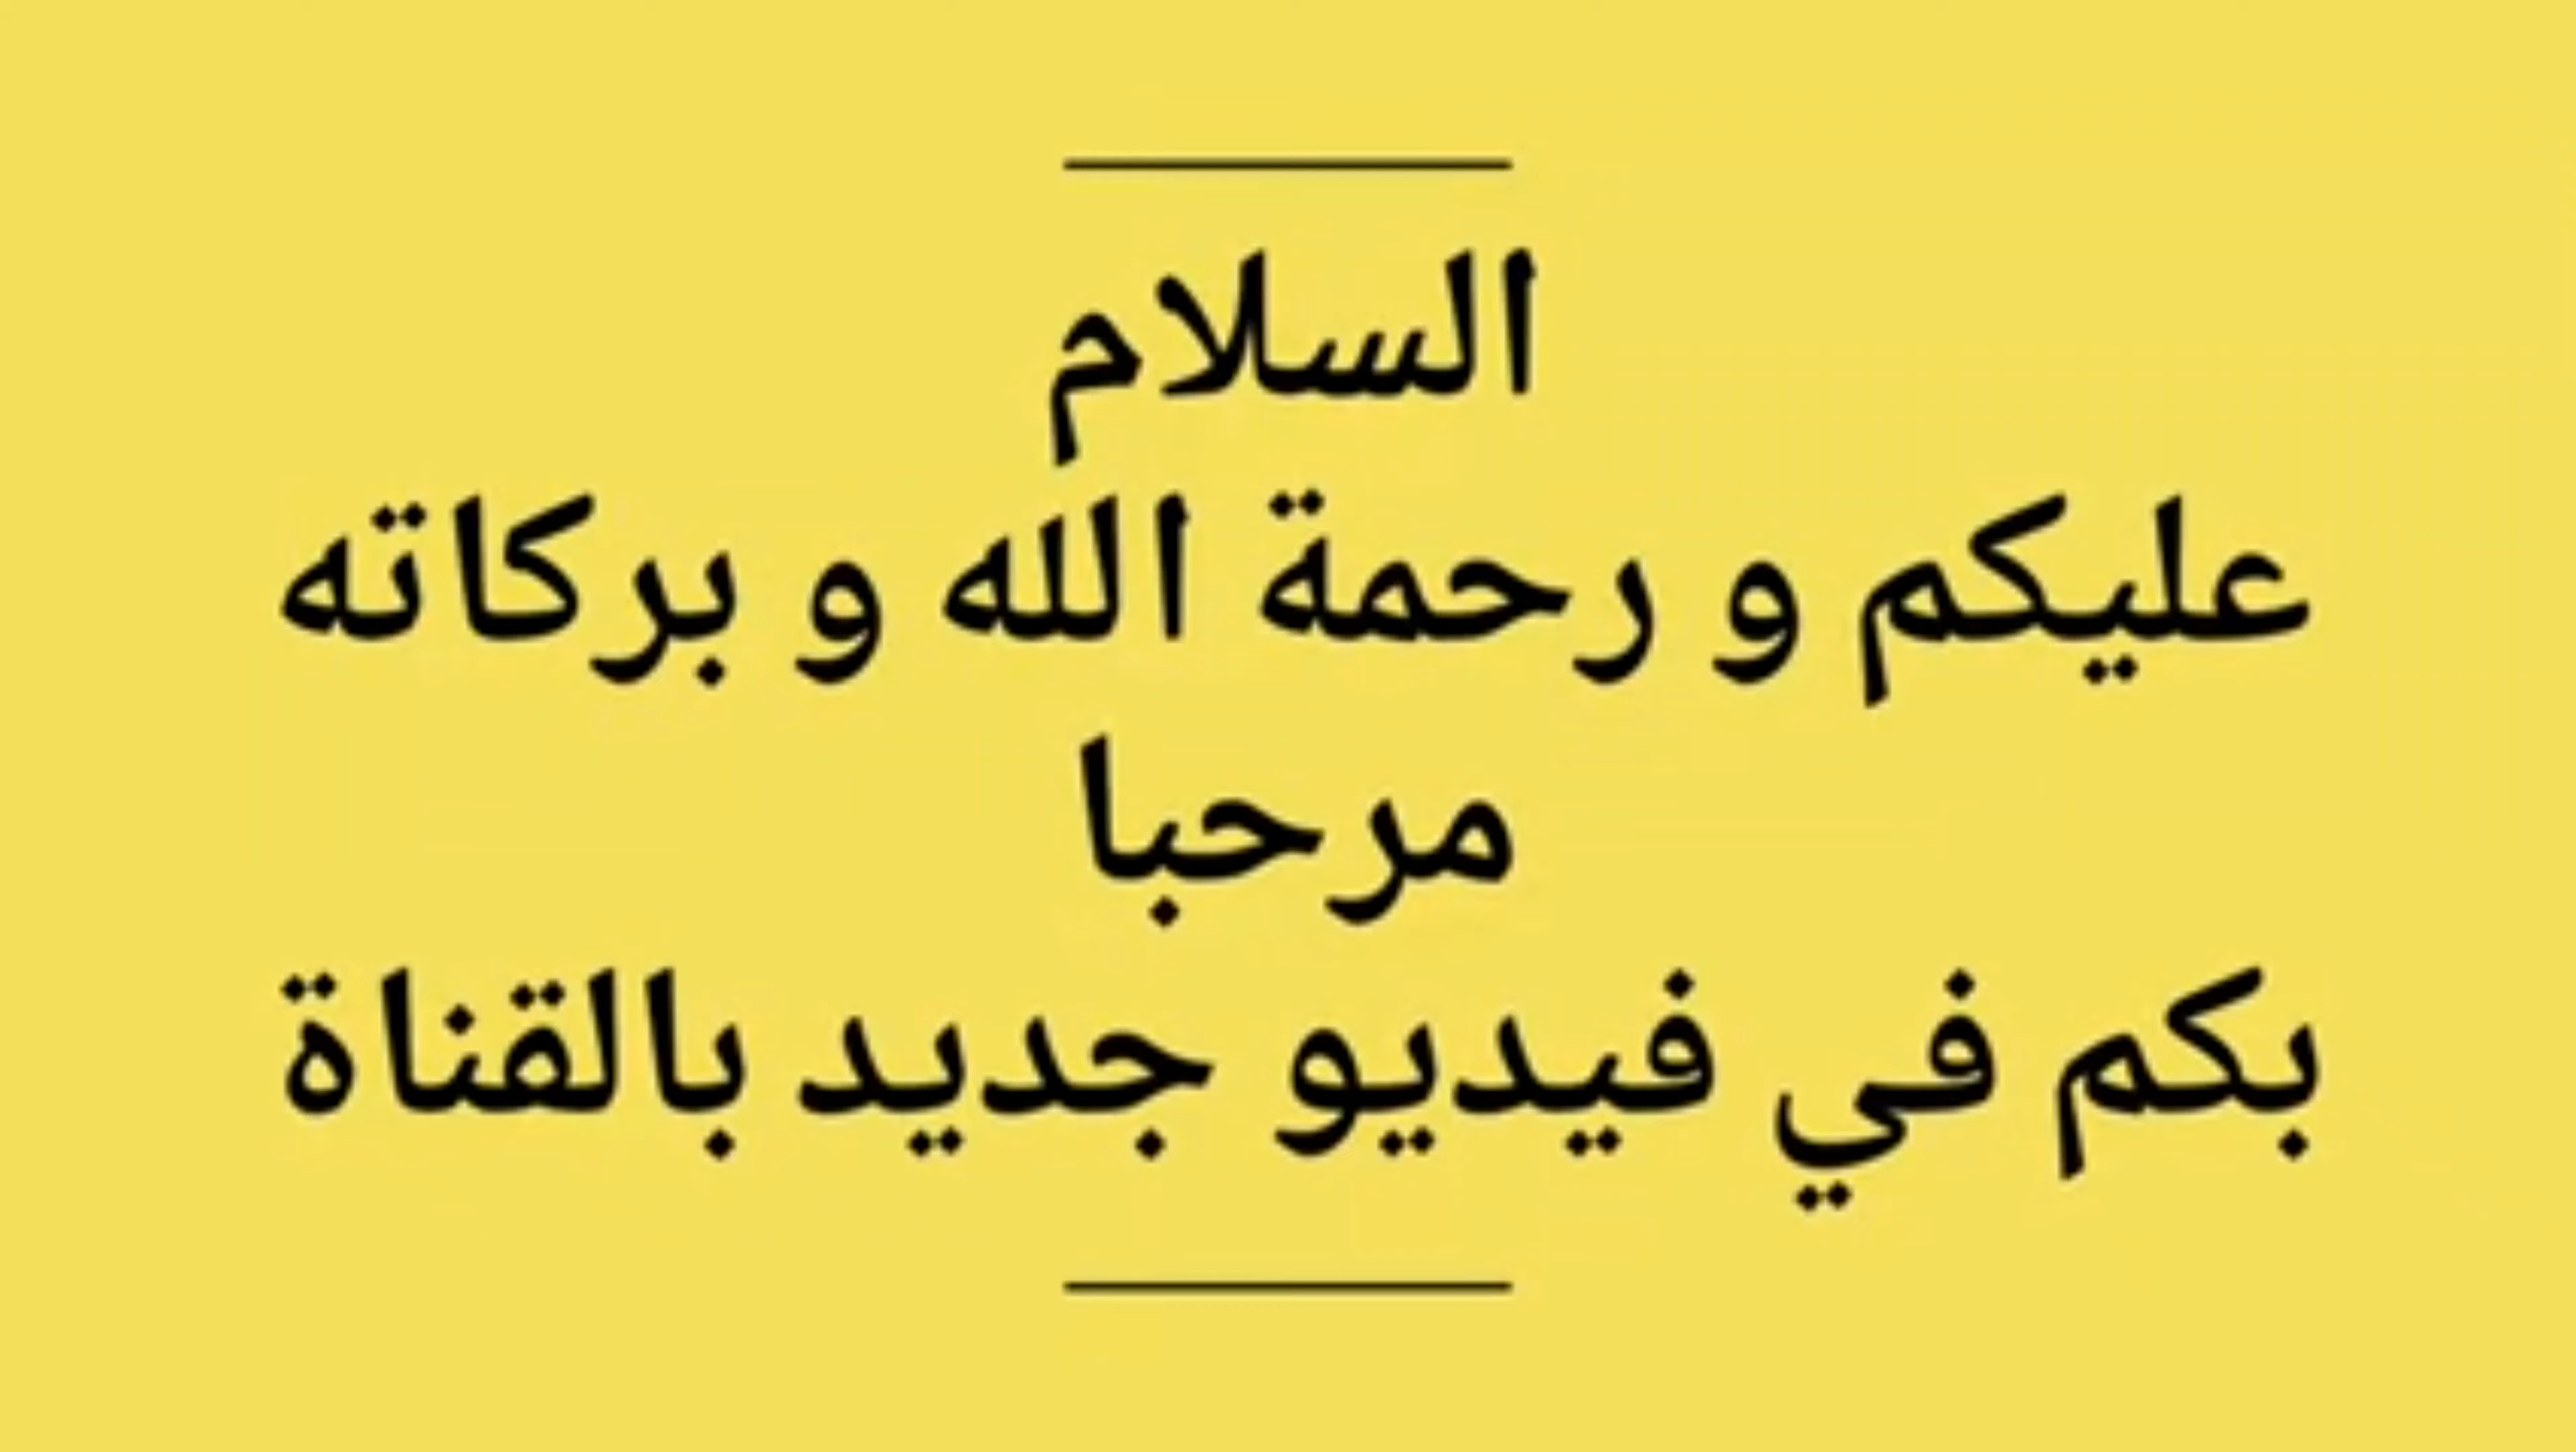 السلام
عليكم و رحمة الله و بركاته
مرحبا
بكم في فيديو جديد بالقناة